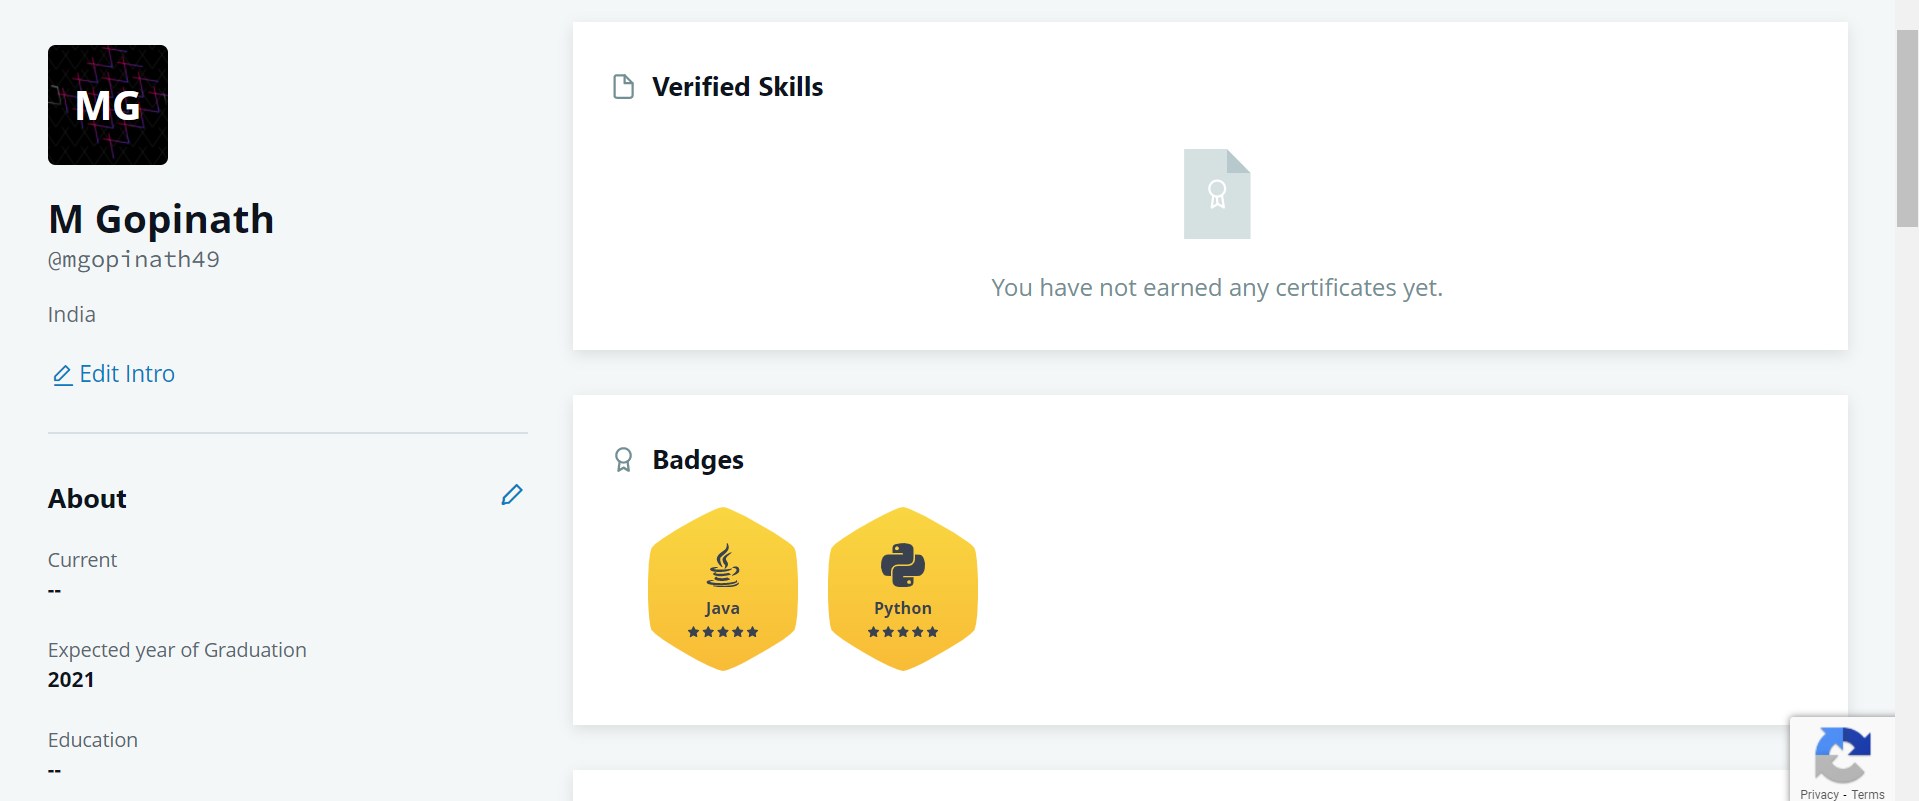 MG
M Gopinath
@mgopinath49
India
Edit Intro
About
Current
--
Expected year of Graduation
2021
Education
--
Verified Skills
You have not earned any certificates yet.
Badges
Java
Python
Privacy - Terms